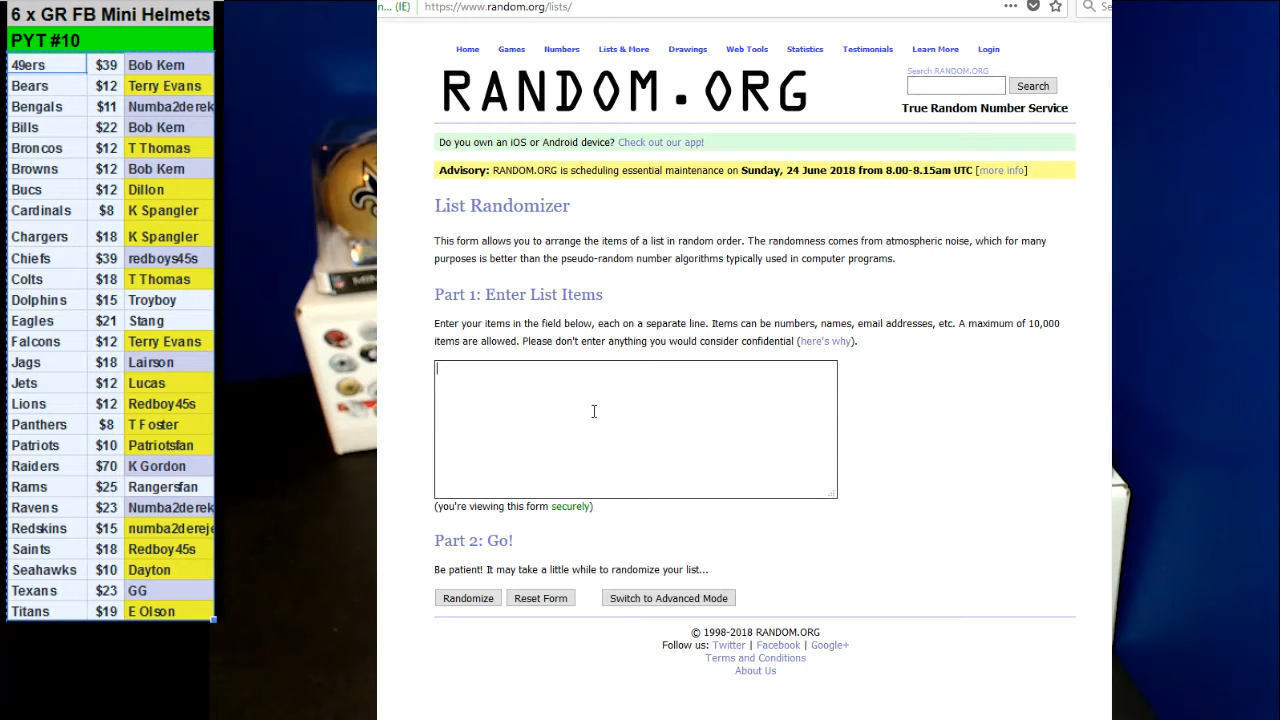 6 x GR FB Mini Helmets
PYT #10
49ers $39 Bob Kern
Bears $12 Terry Evans
Bengals $11 Numba2derek
Bills $22 Bob Kern
Broncos $12 T Thomas
Browns $12 Bob Kern
Bucs $12 Dillon
Cardinals $8 K Spangler
Chargers $18 K Spangler
Chiefs $39 redboys45s
Colts $18 T Thomas
Dolphins $15 Troyboy
Eagles $21 Stang
Falcons $12 Terry Evans
Jags $18 Lairson
Jets $12 Lucas
Lions $12 Redboy45s
Panthers $8 T Foster
Patriots $10 Patriotsfan
Raiders $70 K Gordon
Rams $25 Rangersfan
Ravens $23 Numba2derek
Redskins $15 numba2dereje
Saints $18 Redboy45s
Seahawks $10 Dayton
Texans $23 GG
Titans $19 E Olson
n... (IE) https://www.random.org/lists/
Home Games Numbers Lists & More Drawings Web Tools Statistics Testimonials Learn More Login
RANDOM.ORG
Search RANDOM.ORG
Search
True Random Number Service
Do you own an iOS or Android device? Check out our app!
Advisory: RANDOM.ORG is scheduling essential maintenance on Sunday, 24 June 2018 from 8.00-8.15am UTC [more info]
List Randomizer
This form allows you to arrange the items of a list in random order. The randomness comes from atmospheric noise, which for many
purposes is better than the pseudo-random number algorithms typically used in computer programs.
Part 1: Enter List Items
Enter your items in the field below, each on a separate line. Items can be numbers, names, email addresses, etc. A maximum of 10,000
items are allowed. Please don't enter anything you would consider confidential (here's why).
(you're viewing this form securely)
Part 2: Go!
Be patient! It may take a little while to randomize your list...
Randomize Reset Form Switch to Advanced Mode
© 1998-2018 RANDOM.ORG
Follow us: Twitter | Facebook | Google+
Terms and Conditions
About Us